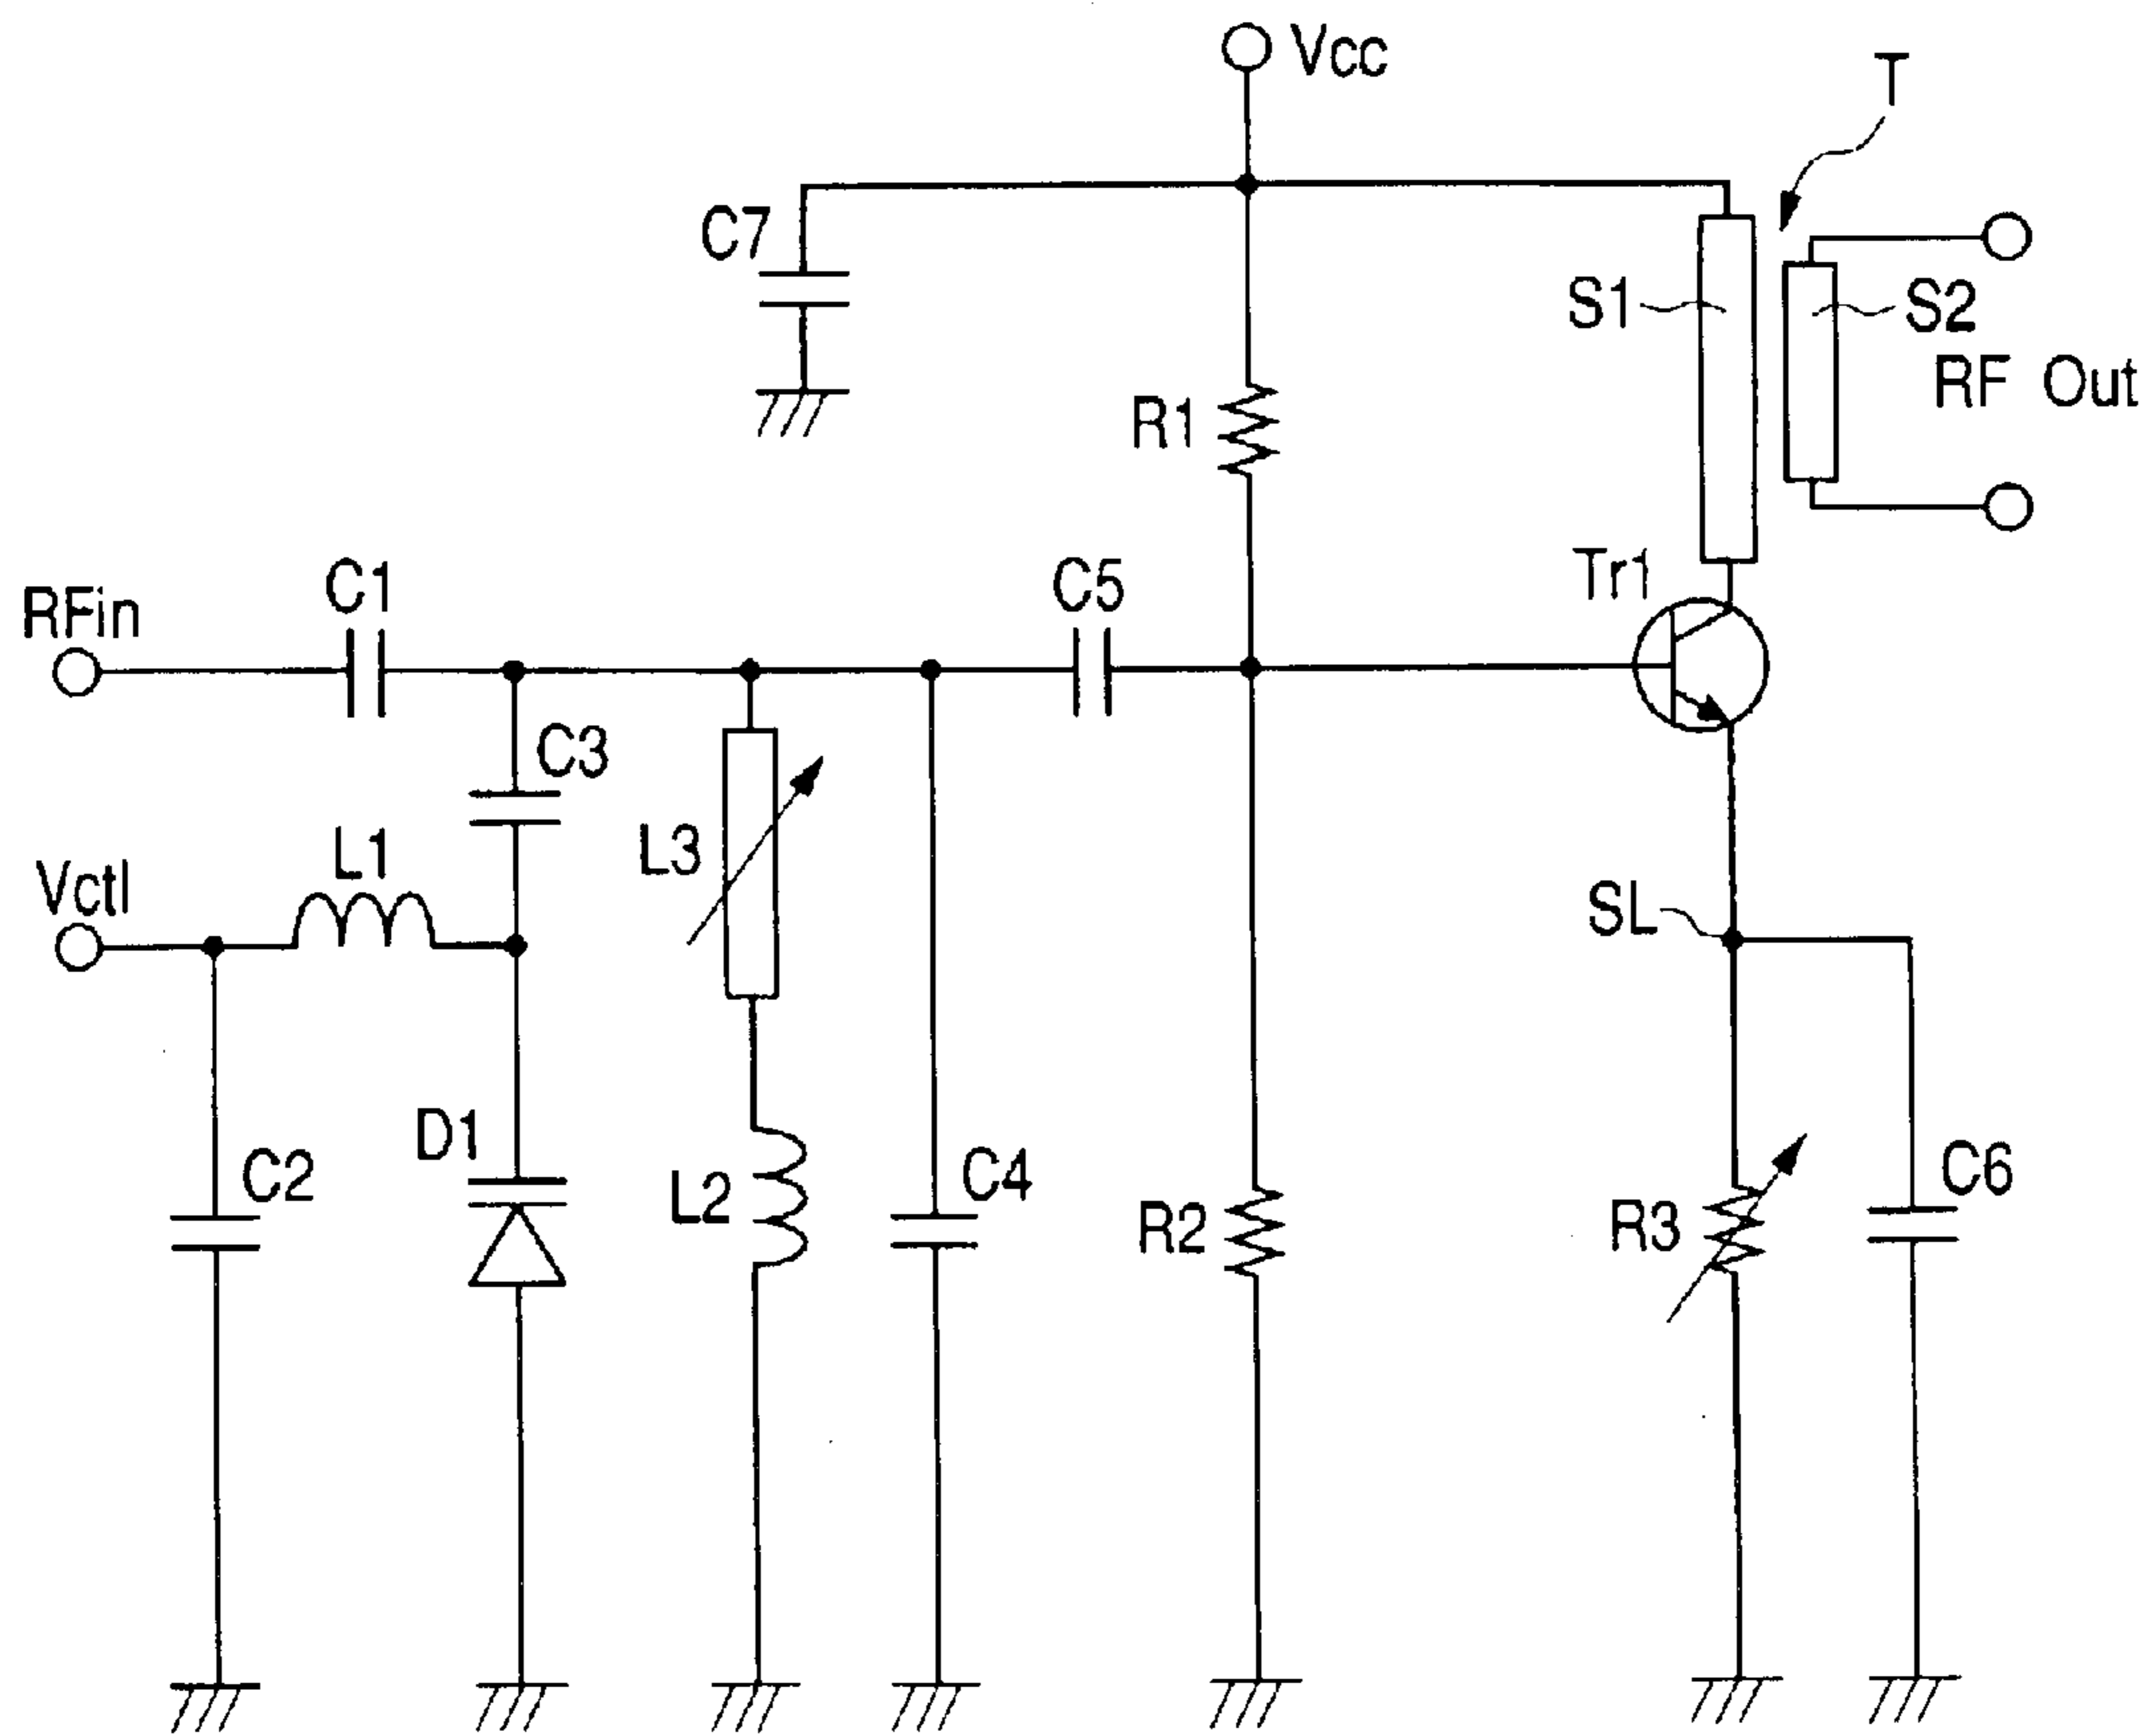 Vcc
T
C7
S1
S2
RF Out
R1
Tr1
C1
C5
RFin
C3
L1
L3
Vctl
SL
D1
C2
L2
C4
R2
R3
C6